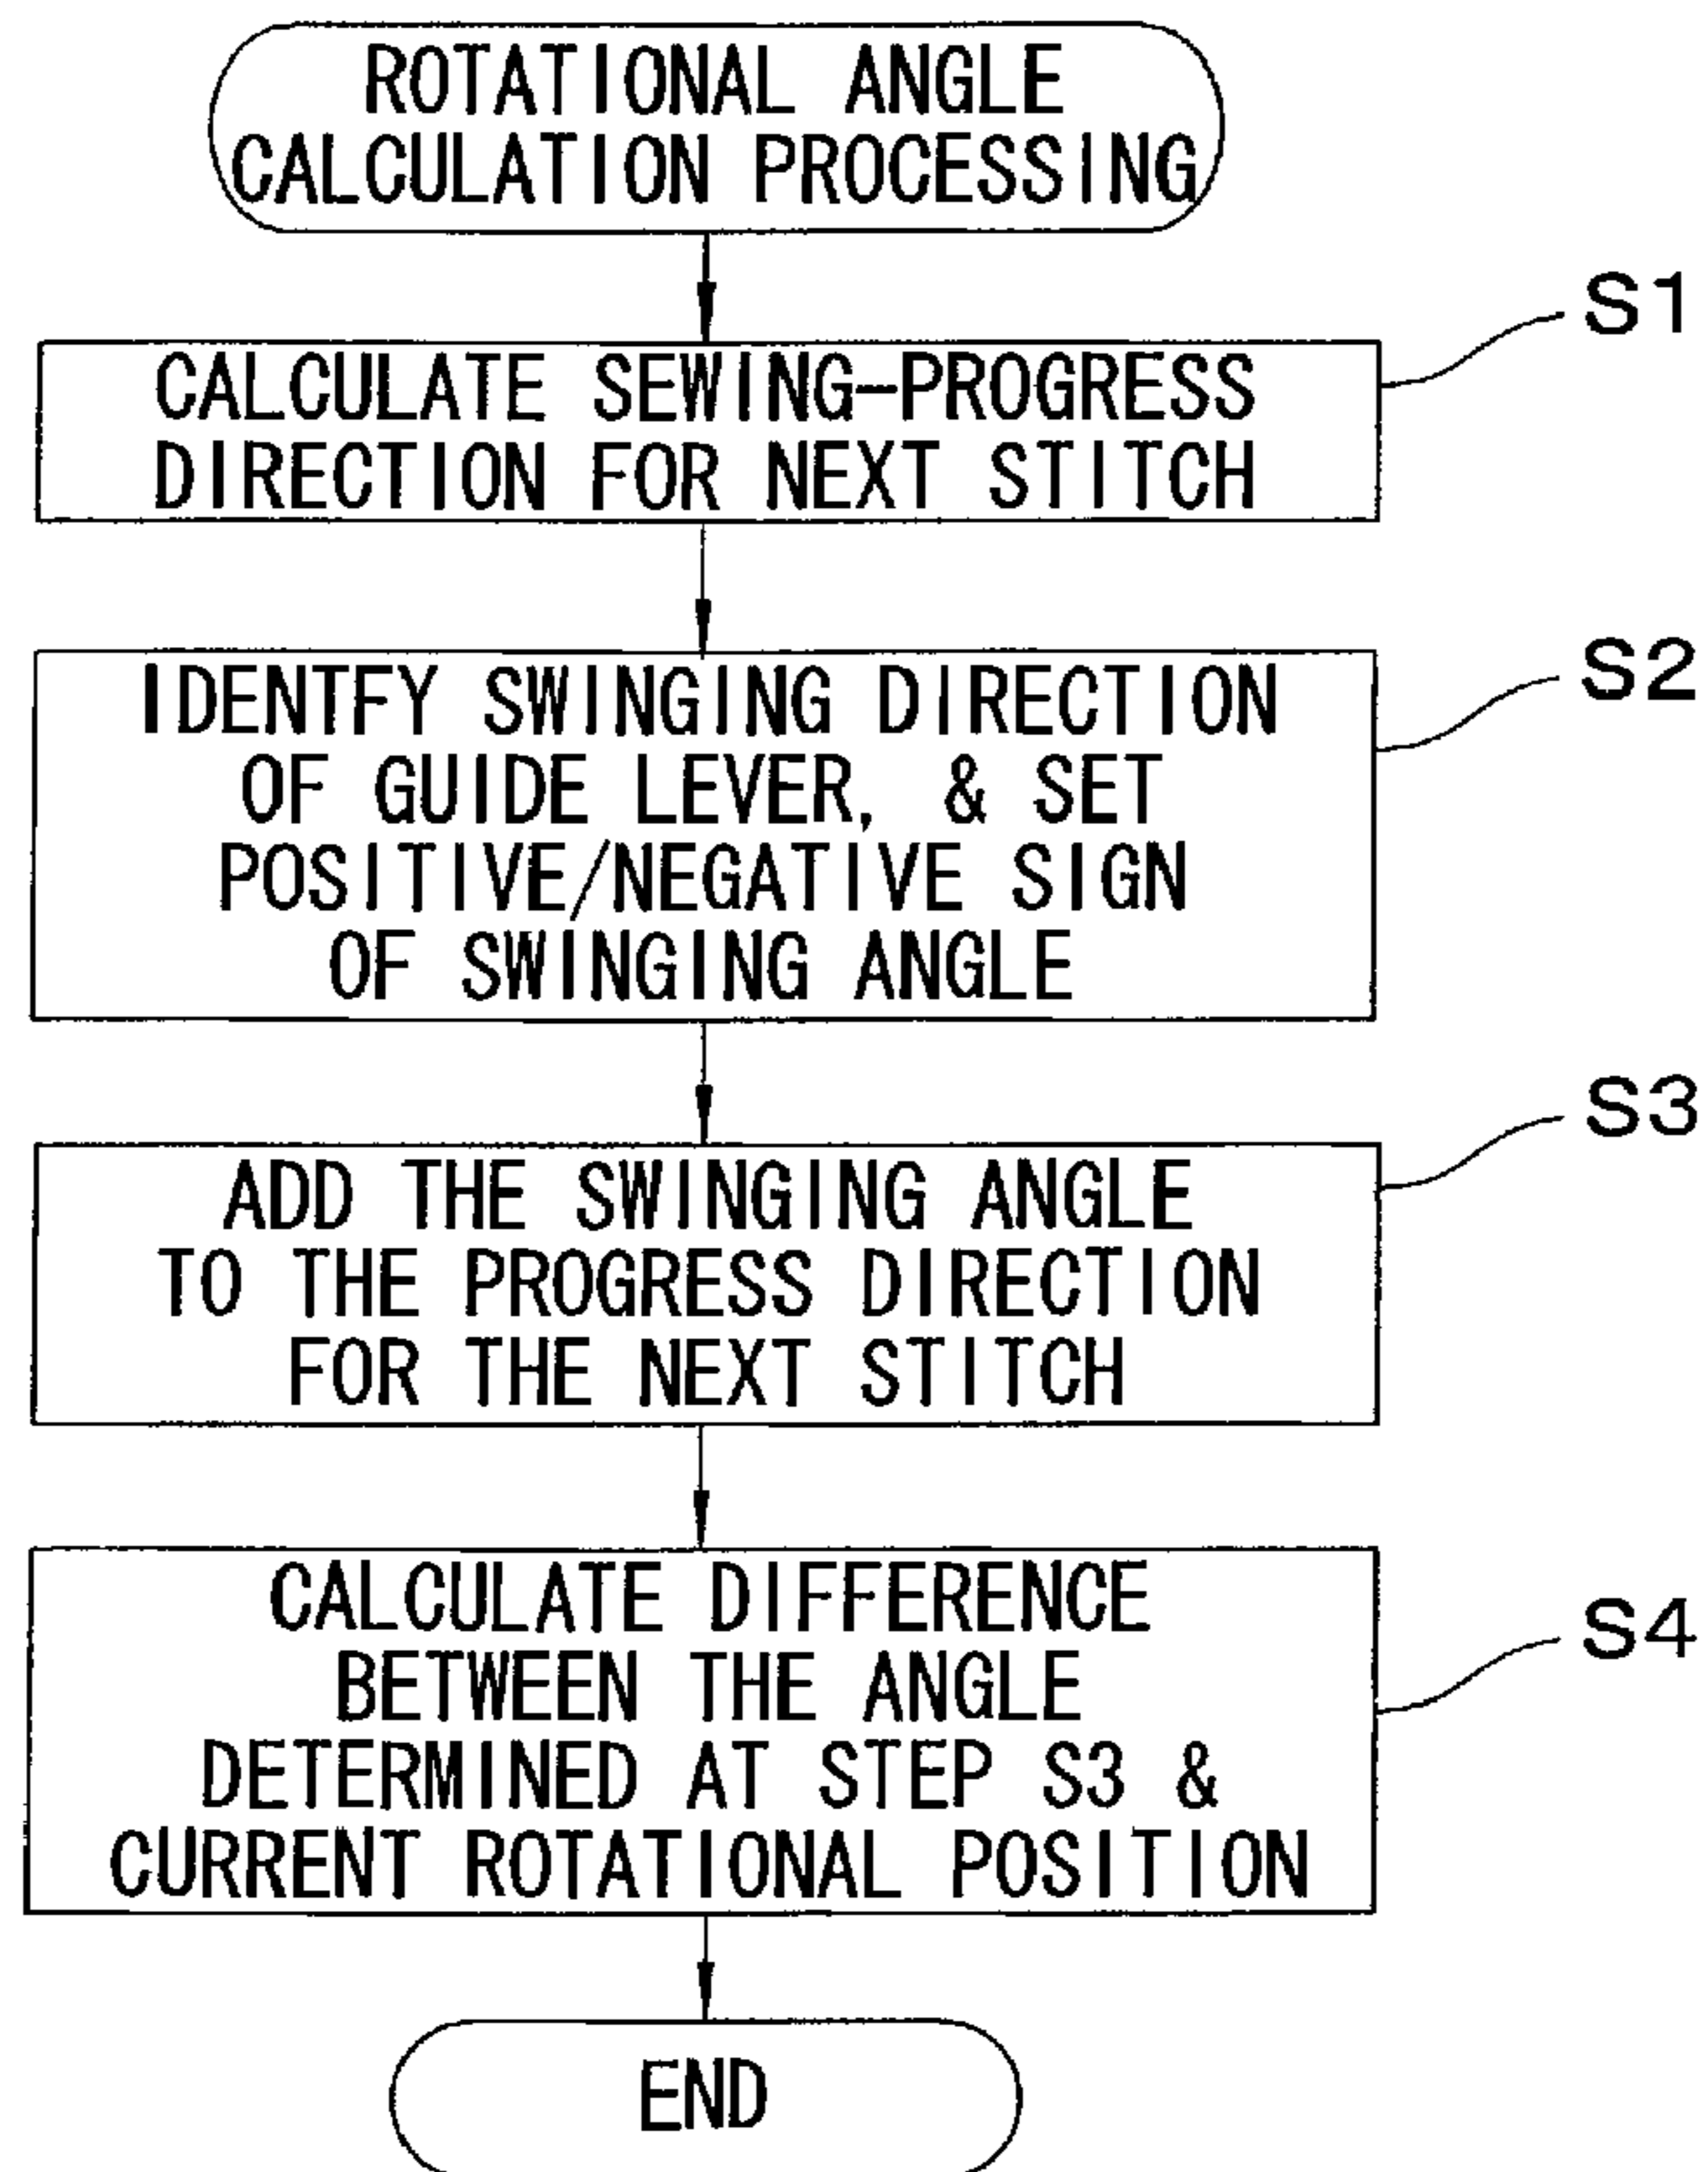 ROTATIONAL ANGLE
CALCULATION PROCESSING
S1
CALCULATE SEWING-PROGRESS
DIRECTION FOR NEXT STITCH
S2
IDENTFY SWINGING DIRECTION
OF GUIDE LEVER, & SET
POSITIVE/NEGATIVE SIGN
OF SWINGING ANGLE
S3
ADD THE SWINGING ANGLE
TO THE PROGRESS DIRECTION
FOR THE NEXT STITCH
S4
CALCULATE DIFFERENCE
BETWEEN THE ANGLE
DETERMINED AT STEP S3 &
CURRENT ROTATIONAL POSITION
END